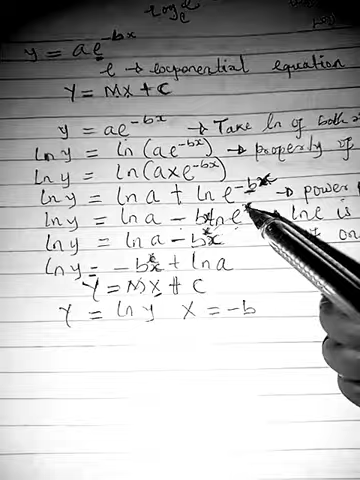 log e
y = ae^-bx
e → exponential equation
Y = MX + C
y = ae^-bx → Take ln of both
ln y = ln (ae^-bx) → property of
ln y = ln (a x e^-bx)
ln y = ln a + ln e^-bx → power
ln y = ln a - bx ln e ln e is
ln y = ln a - bx
ln y = -bx + ln a
Y = MX + C
Y = ln y X = -b